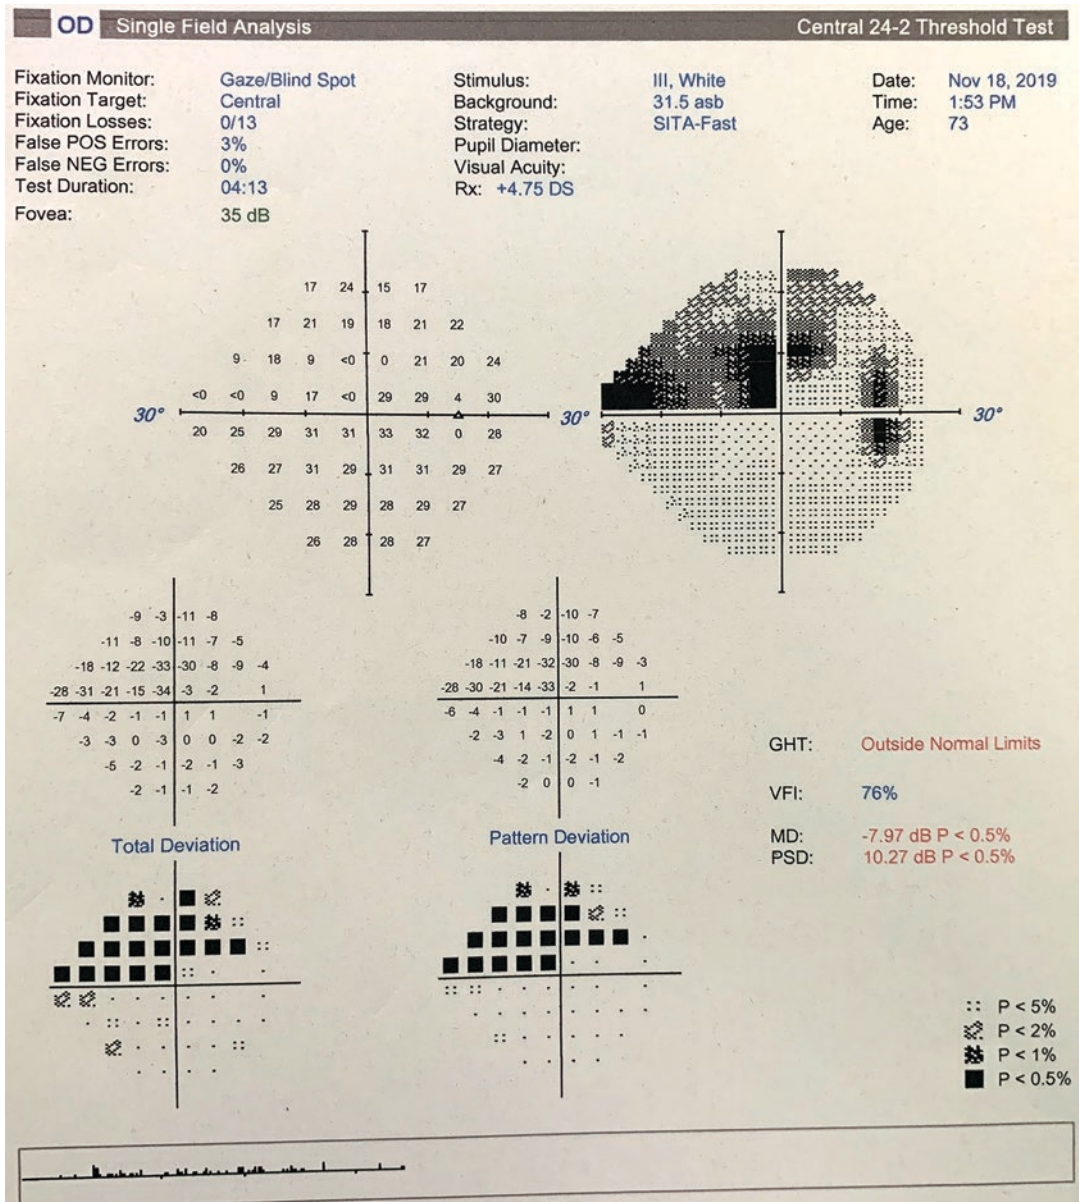 OD Single Field Analysis Central 24-2 Threshold Test
Fixation Monitor: Gaze/Blind Spot Stimulus: III, White Date: Nov 18, 2019
Fixation Target: Central Background: 31.5 asb Time: 1:53 PM
Fixation Losses: 0/13 Strategy: SITA-Fast Age: 73
False POS Errors: 3% Pupil Diameter:
False NEG Errors: 0% Visual Acuity:
Test Duration: 04:13 Rx: +4.75 DS
Fovea: 35 dB
17 24 15 17
17 21 19 18 21 22
9 18 9 <0 0 21 20 24
<0 <0 9 17 <0 29 29 4 30
30° 30° 30°
20 25 29 31 31 33 32 0 28
26 27 31 29 31 31 29 27
25 28 29 28 29 27
26 28 28 27
-9 -3 -11 -8 -8 -2 -10 -7
-11 -8 -10 -11 -7 -5 -10 -7 -9 -10 -6 -5
-18 -12 -22 -33 -30 -8 -9 -4 -18 -11 -21 -32 -30 -8 -9 -3
-28 -31 -21 -15 -34 -3 -2 1 -28 -30 -21 -14 -33 -2 -1 1
-7 -4 -2 -1 -1 1 1 -1 -6 -4 -1 -1 -1 1 1 0
-3 -3 0 -3 0 0 -2 -2 -2 -3 1 -2 0 1 -1 -1
-5 -2 -1 -2 -1 -3 -4 -2 -1 -2 -1 -2
-2 -1 -1 -2 -2 0 0 -1
GHT: Outside Normal Limits
VFI: 76%
MD: -7.97 dB P < 0.5%
PSD: 10.27 dB P < 0.5%
Total Deviation Pattern Deviation
P < 5%
P < 2%
P < 1%
P < 0.5%